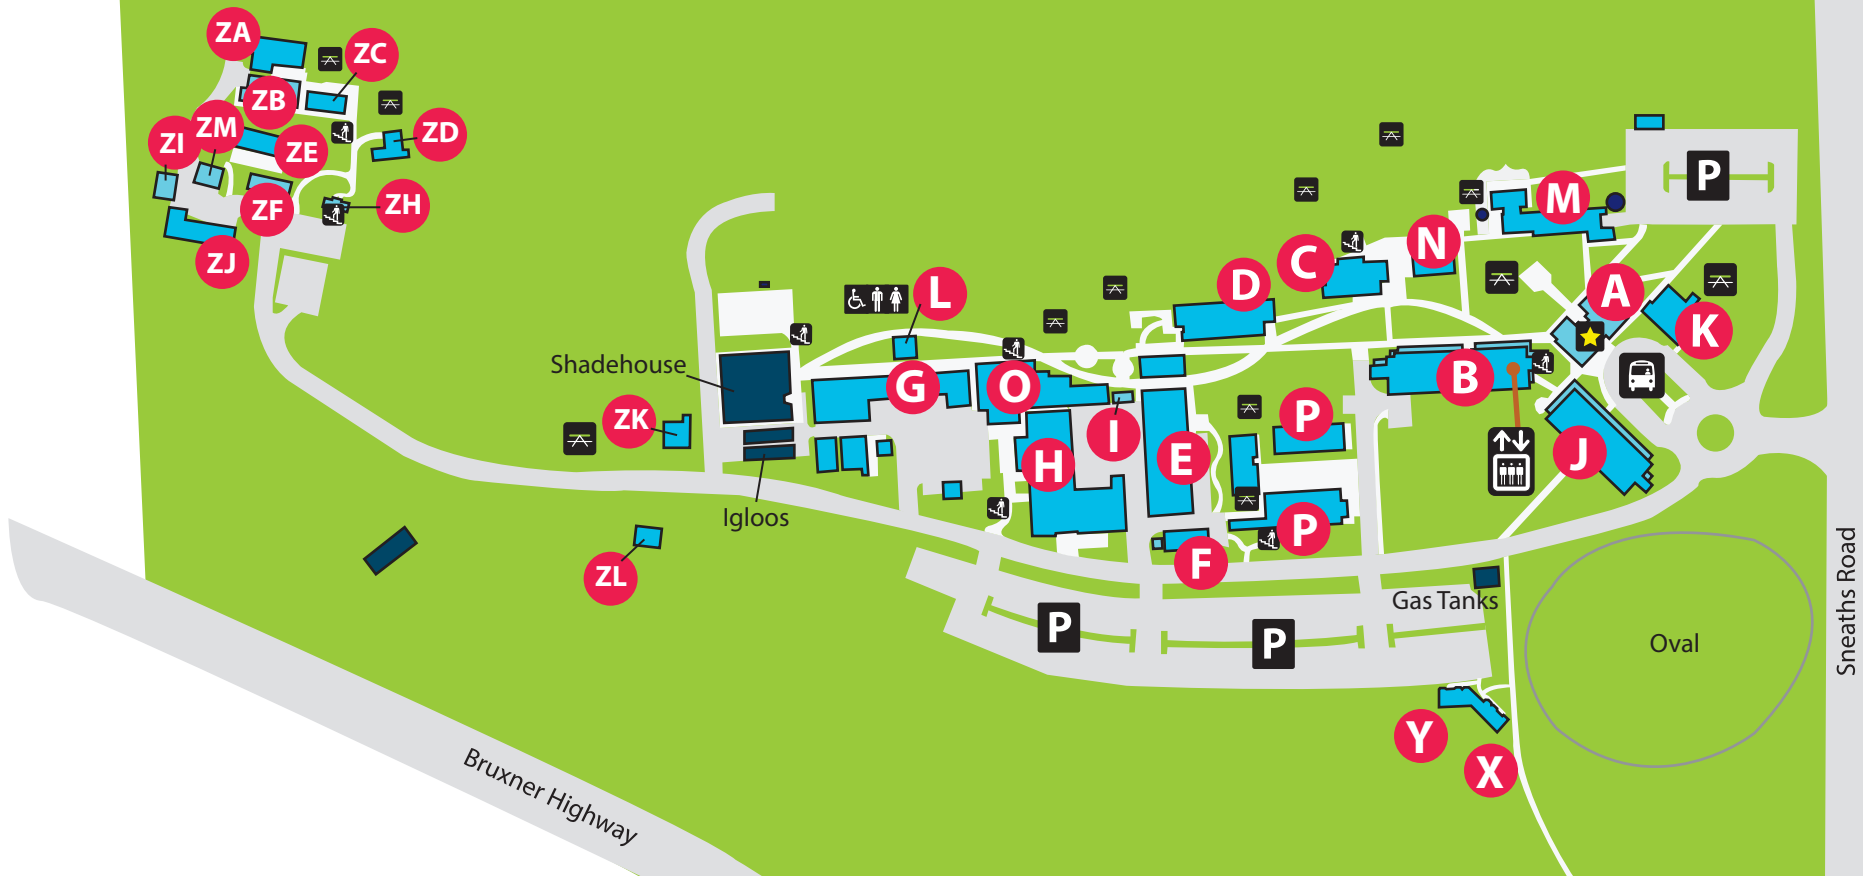 ZA
ZC
ZB
ZM
ZI
ZE
ZD
ZH
ZF
ZJ
P
M
N
C
A
D
L
K
Shadehouse
G
O
B
ZK
I
P
H
E
J
Igloos
P
F
ZL
Gas Tanks
P
P
Oval
Sneaths Road
Y
X
Bruxner Highway